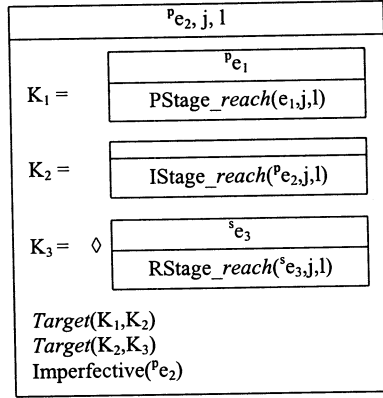 ᵖe₂, j, l
ᵖe₁
K₁ =
PStage_reach(e₁,j,l)
K₂ =
IStage_reach(ᵖe₂,j,l)
ˢe₃
K₃ = ◊
RStage_reach(ˢe₃,j,l)
Target(K₁,K₂)
Target(K₂,K₃)
Imperfective(ᵖe₂)